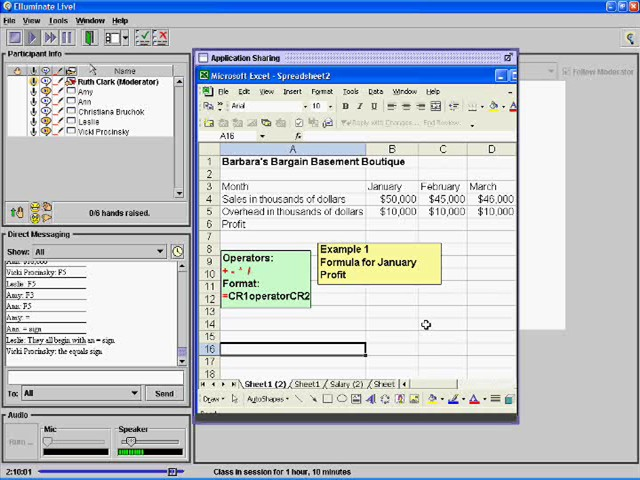 Elluminate Live!
File View Tools Window Help
Participant Info
Name
Ruth Clark (Moderator)
Amy
Ann
Christiana Bruchok
Leslie
Vicki Procinsky
0/6 hands raised.
Direct Messaging
Show: All
Vicki Procinsky: F5
Leslie: F5
Amy: F3
Ann: F5
Amy: =
Ann: = sign
Leslie: They all begin with an = sign
Vicki Procinsky: the equals sign
To: All Send
Audio
Mic Speaker
2:10:01
Class in session for 1 hour, 10 minutes
Follow Moderator
Application Sharing
Microsoft Excel - Spreadsheet2
File Edit View Insert Format Tools Data Window Help
Arial 10 B I U
Reply with Changes... End Review...
A16 fx
A B C D
1 Barbara's Bargain Basement Boutique
2
3 Month January February March
4 Sales in thousands of dollars $50,000 $45,000 $46,000
5 Overhead in thousands of dollars $10,000 $10,000 $10,000
6 Profit
7
8
9
10
11
12
13
14
15
16
17
18
Operators:
+ - * /
Format:
=CR1operatorCR2
Example 1
Formula for January
Profit
Sheet1 (2) Sheet1 Salary (2) Sheet
Draw AutoShapes